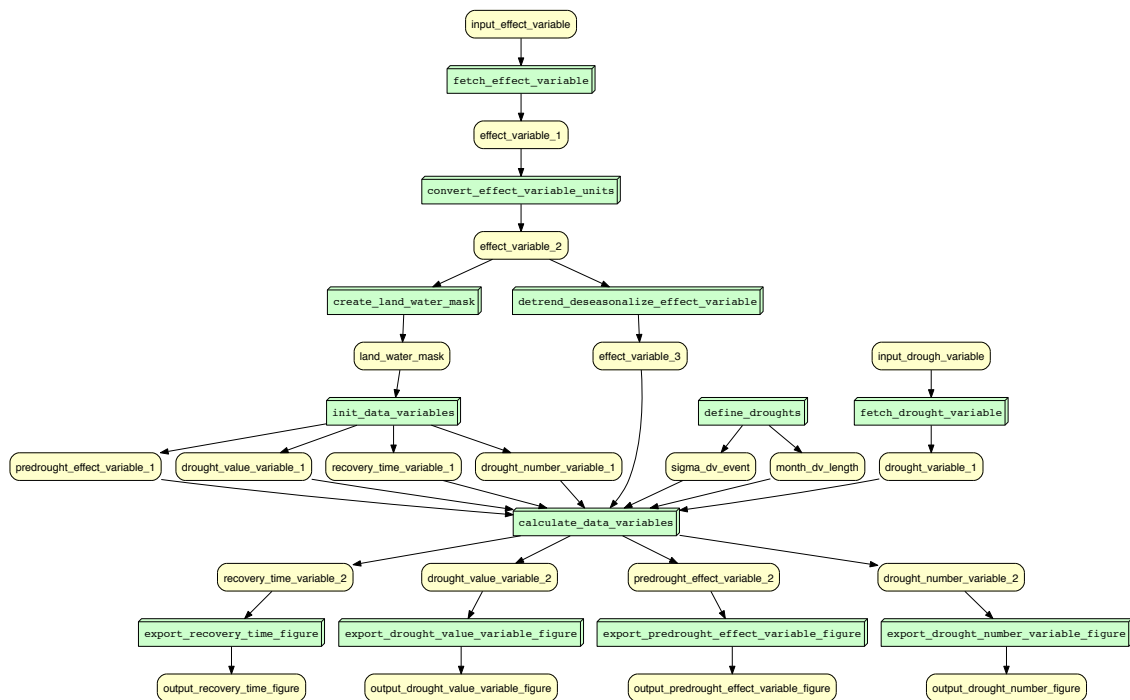 input_effect_variable
fetch_effect_variable
effect_variable_1
convert_effect_variable_units
effect_variable_2
create_land_water_mask
detrend_deseasonalize_effect_variable
land_water_mask
effect_variable_3
input_drough_variable
init_data_variables
define_droughts
fetch_drought_variable
predrought_effect_variable_1
drought_value_variable_1
recovery_time_variable_1
drought_number_variable_1
sigma_dv_event
month_dv_length
drought_variable_1
calculate_data_variables
recovery_time_variable_2
drought_value_variable_2
predrought_effect_variable_2
drought_number_variable_2
export_recovery_time_figure
export_drought_value_variable_figure
export_predrought_effect_variable_figure
export_drought_number_variable_figure
output_recovery_time_figure
output_drought_value_variable_figure
output_predrought_effect_variable_figure
output_drought_number_figure